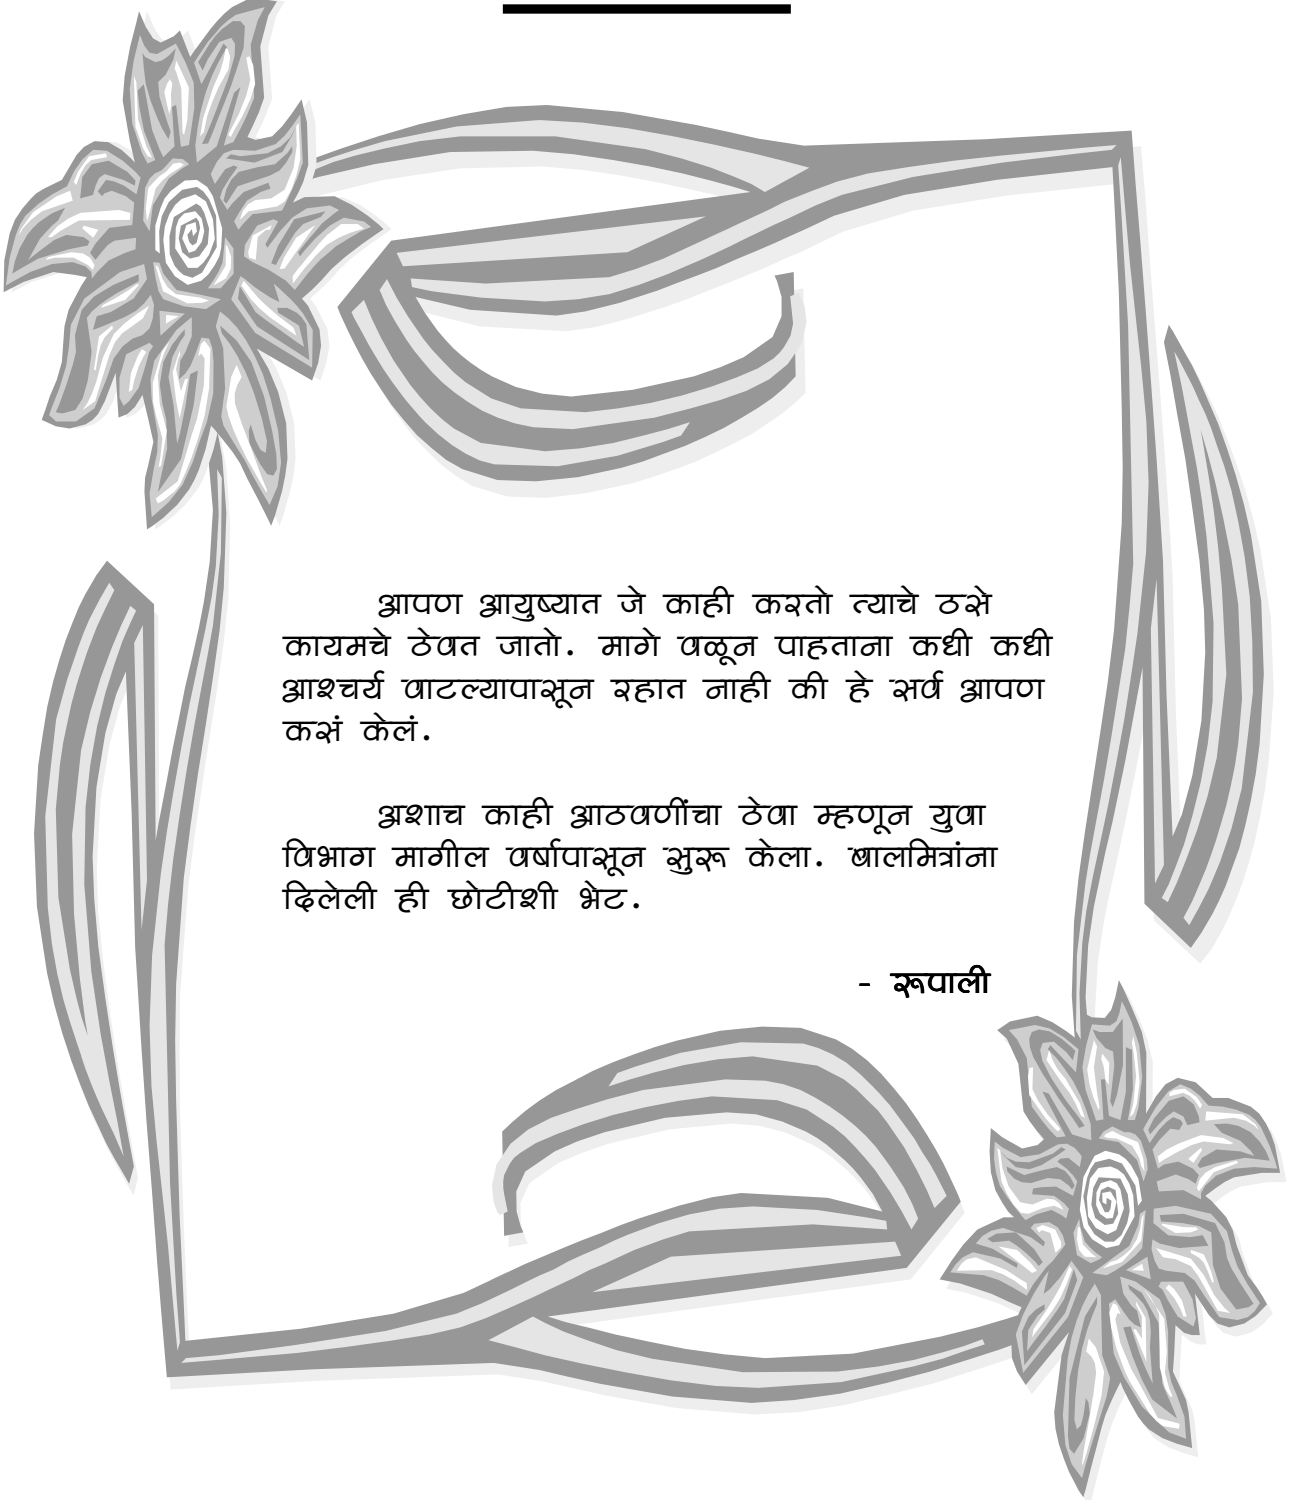 आपण आयुष्यात जे काही करतो त्याचे ठसे
कायमचे ठेवत जातो. मागे वळून पाहताना कधी कधी
आश्चर्य वाटल्यापासून रहात नाही की हे सर्व आपण
कसं केलं.
अशाच काही आठवणींचा ठेवा म्हणून युवा
विभाग मागील वर्षापासून सुरू केला. बालमित्रांना
दिलेली ही छोटीशी भेट.
- रूपाली